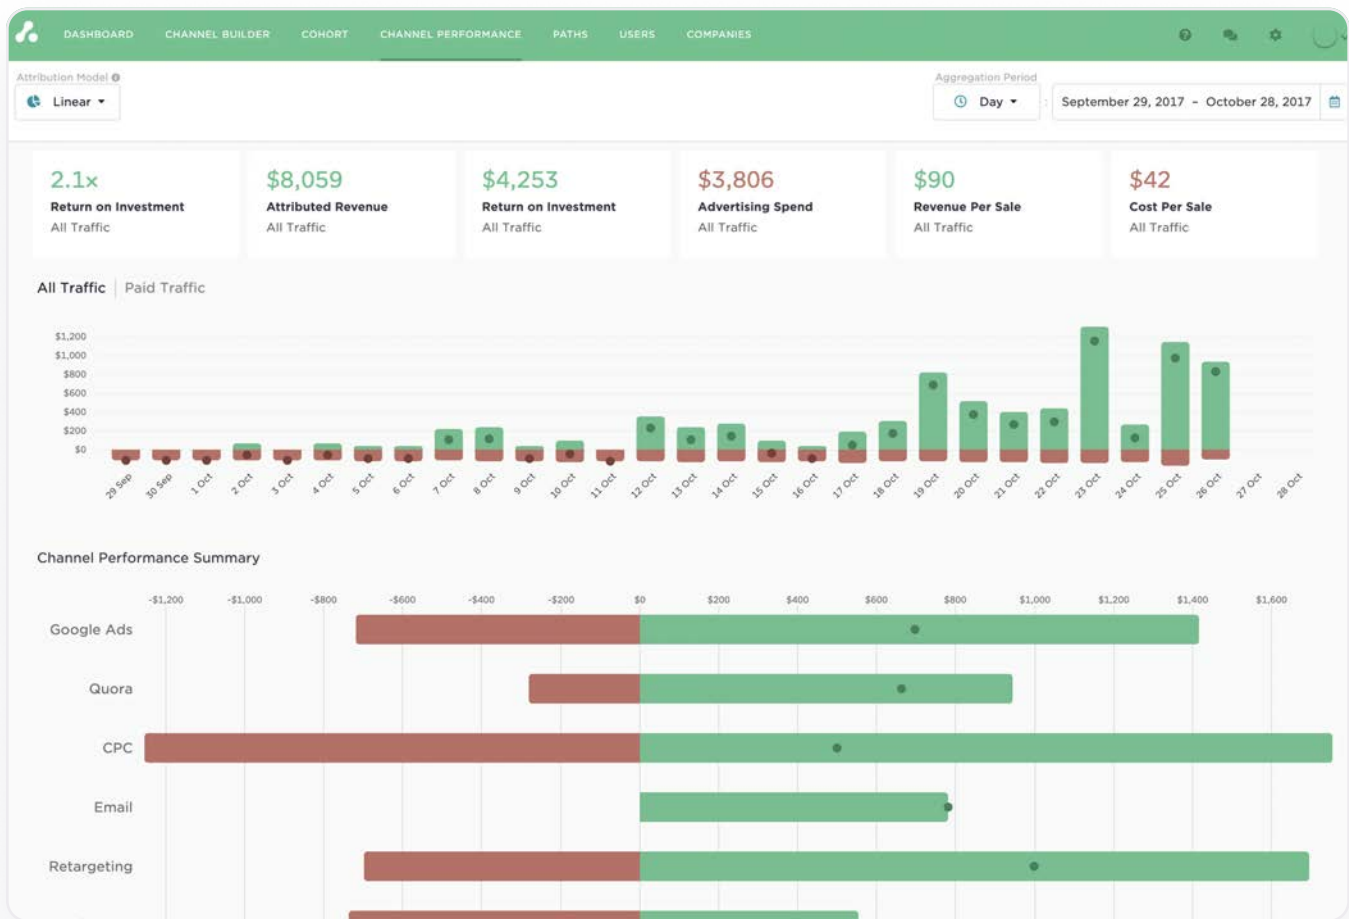 DASHBOARD CHANNEL BUILDER COHORT CHANNEL PERFORMANCE PATHS USERS COMPANIES
Attribution Model Aggregation Period
Linear Day : September 29, 2017 – October 28, 2017
2.1x $8,059 $4,253 $3,806 $90 $42
Return on Investment Attributed Revenue Return on Investment Advertising Spend Revenue Per Sale Cost Per Sale
All Traffic All Traffic All Traffic All Traffic All Traffic All Traffic
All Traffic Paid Traffic
$1,200
$1,000
$800
$600
$400
$200
$0
29 Sep 30 Sep 1 Oct 2 Oct 3 Oct 4 Oct 5 Oct 6 Oct 7 Oct 8 Oct 9 Oct 10 Oct 11 Oct 12 Oct 13 Oct 14 Oct 15 Oct 16 Oct 17 Oct 18 Oct 19 Oct 20 Oct 21 Oct 22 Oct 23 Oct 24 Oct 25 Oct 26 Oct 27 Oct 28 Oct
Channel Performance Summary
-$1,200 -$1,000 -$800 -$600 -$400 -$200 $0 $200 $400 $600 $800 $1,000 $1,200 $1,400 $1,600
Google Ads
Quora
CPC
Email
Retargeting